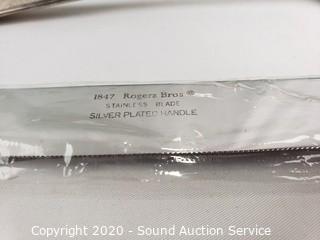 1847 Rogers Bros ®
STAINLESS BLADE
SILVER PLATED HANDLE
Copyright 2020 - Sound Auction Service